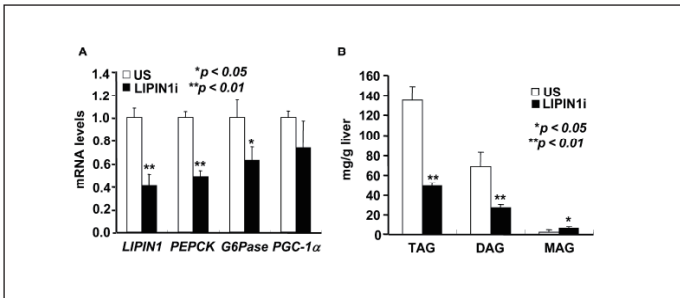 A
US
LIPIN1i
*p < 0.05
**p < 0.01
mRNA levels
1.4
1.2
1.0
0.8
0.6
0.4
0.2
0.0
**
**
*
LIPIN1 PEPCK G6Pase PGC-1α
B
US
LIPIN1i
*p < 0.05
**p < 0.01
mg/g liver
160
140
120
100
80
60
40
20
0
**
**
*
TAG DAG MAG